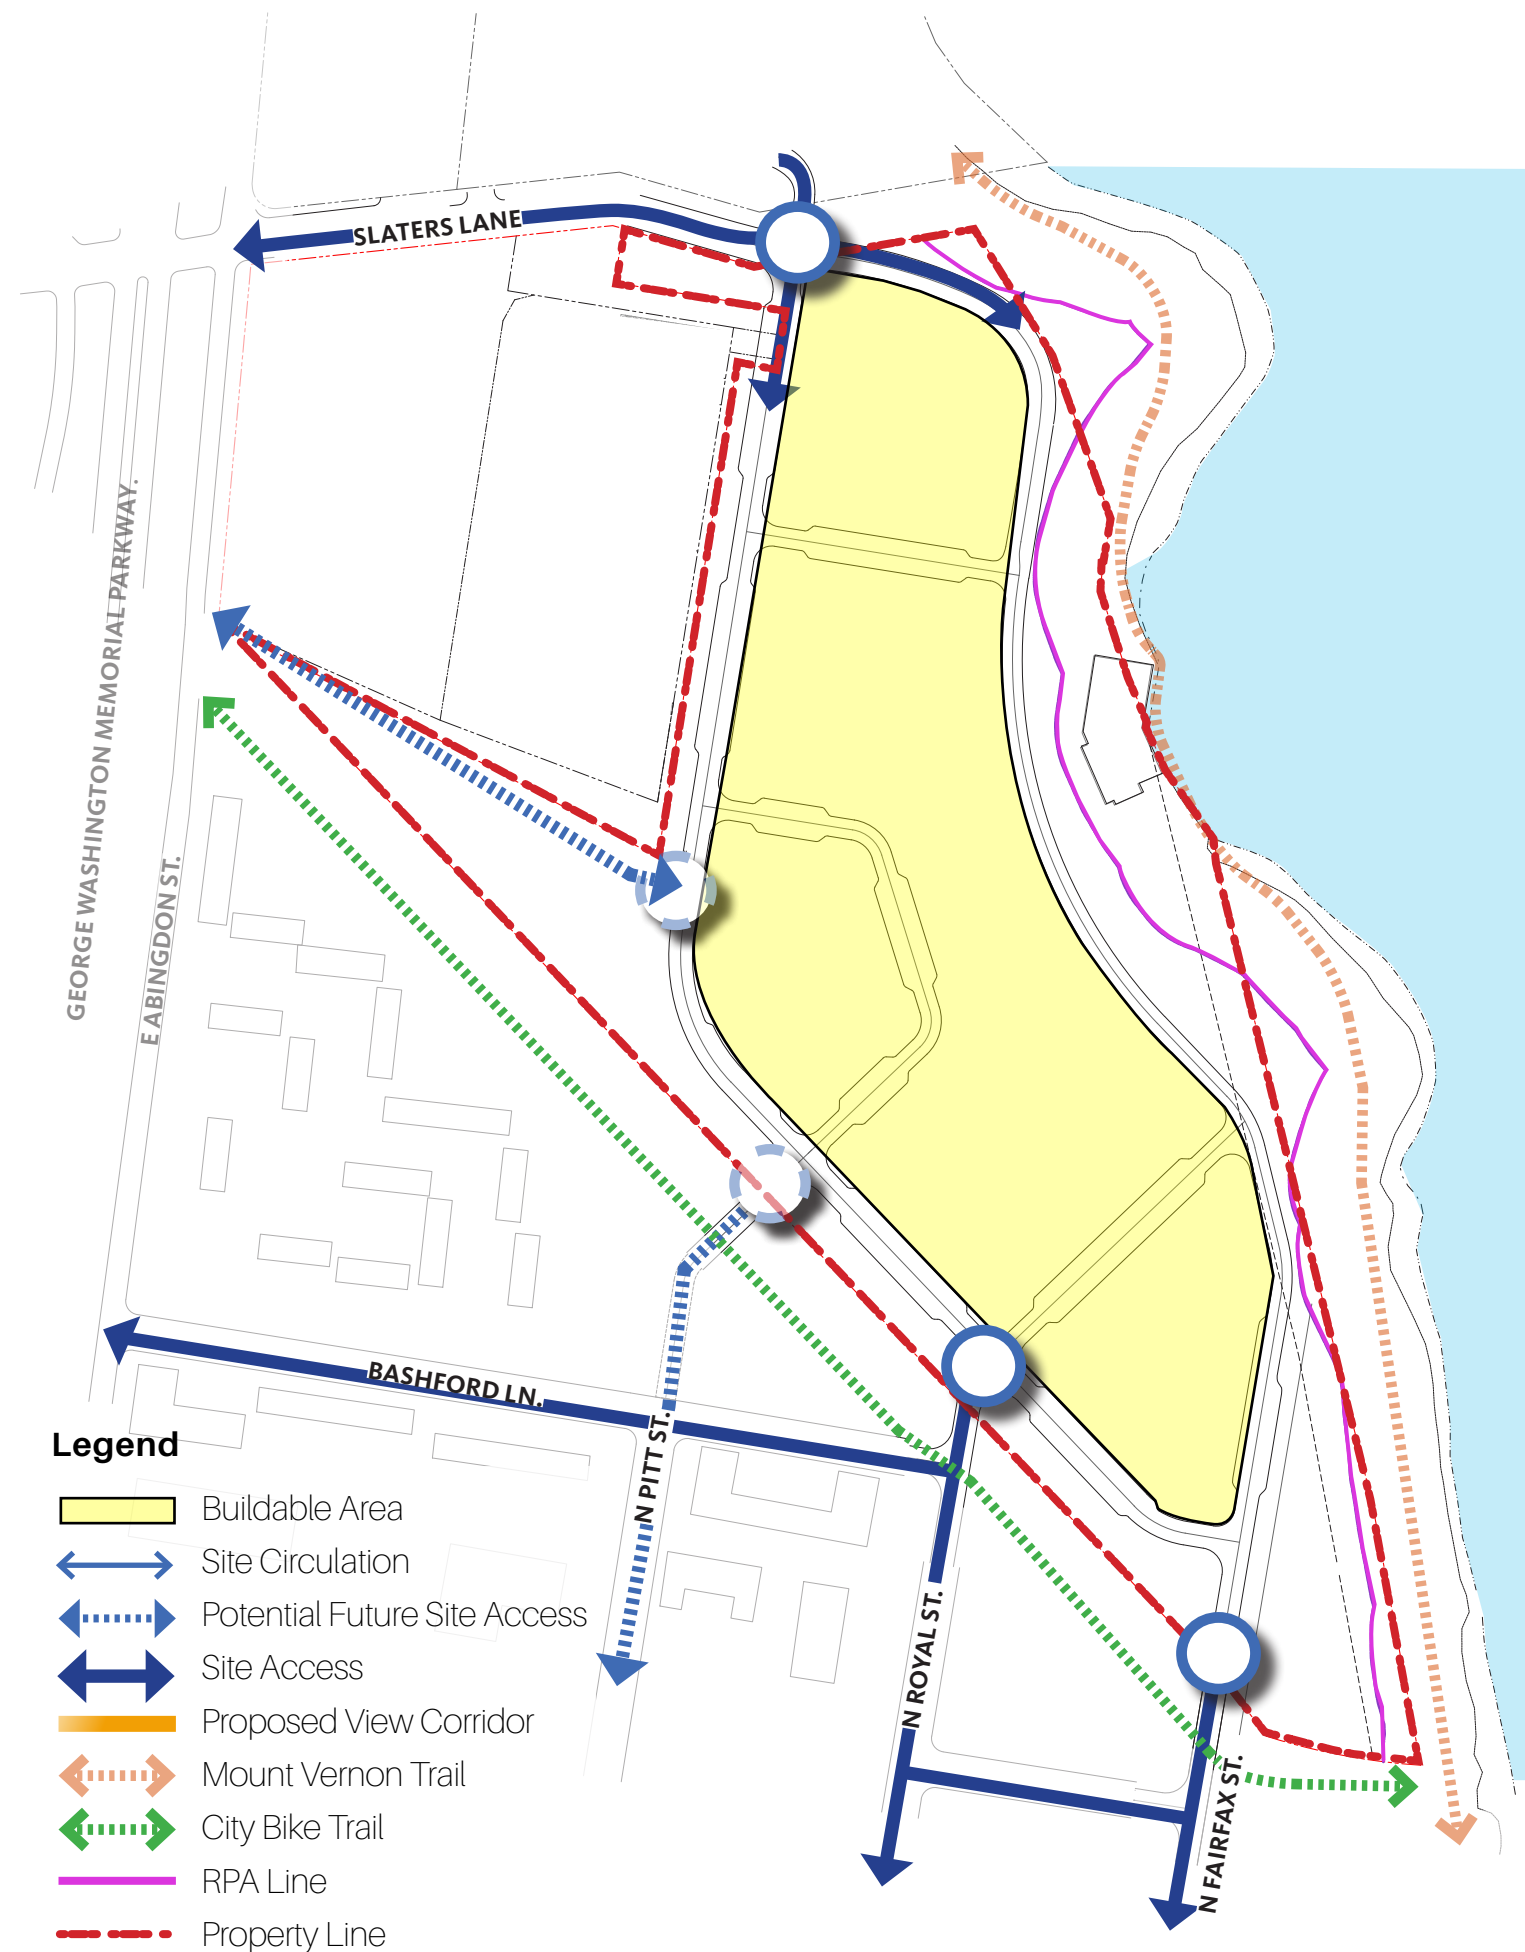 SLATERS LANE
GEORGE WASHINGTON MEMORIAL PARKWAY.
E ABINGDON ST.
BASHFORD LN.
N PITT ST.
N ROYAL ST.
N FAIRFAX ST.
Legend
Buildable Area
Site Circulation
Potential Future Site Access
Site Access
Proposed View Corridor
Mount Vernon Trail
City Bike Trail
RPA Line
Property Line